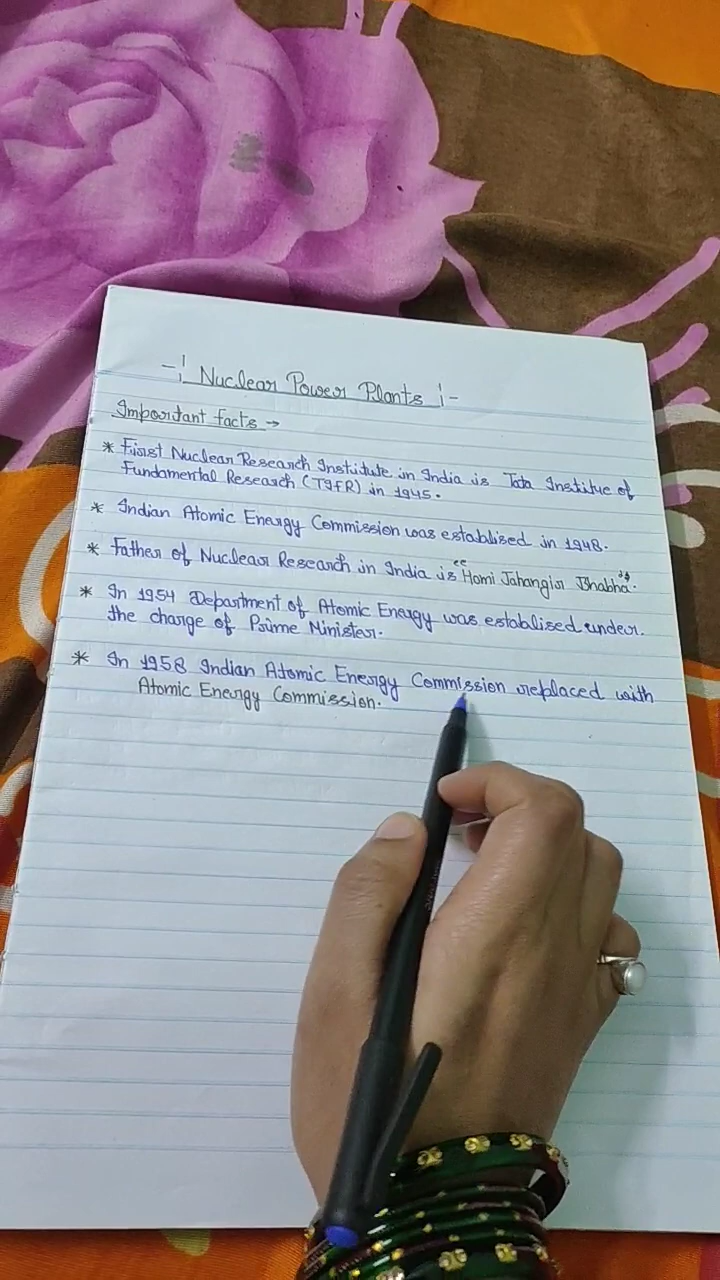 -: Nuclear Power Plants :-
Important facts →
* First Nuclear Research Institute in India is Tata Institue of
Fundamental Research (TIFR) in 1945.
* Indian Atomic Energy Commission was establised in 1948.
* Father of Nuclear Research in India is "Homi Jahangir Bhabha".
* In 1954 Department of Atomic Energy was establised under
the charge of Prime Minister.
* In 1958 Indian Atomic Energy Commission replaced with
Atomic Energy Commission.